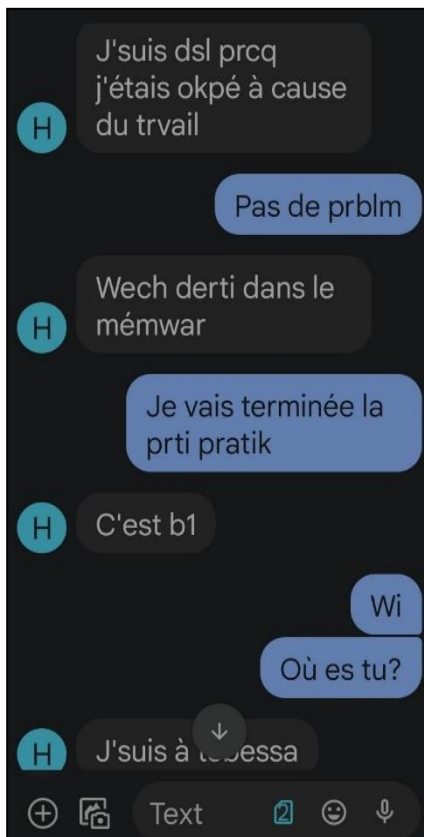 J'suis dsl prcq
j'étais okpé à cause
du trvail
H
Pas de prblm
Wech derti dans le
mémwar
H
Je vais terminée la
prti pratik
H
C'est b1
Wi
Où es tu?
H
J'suis à
Text
2